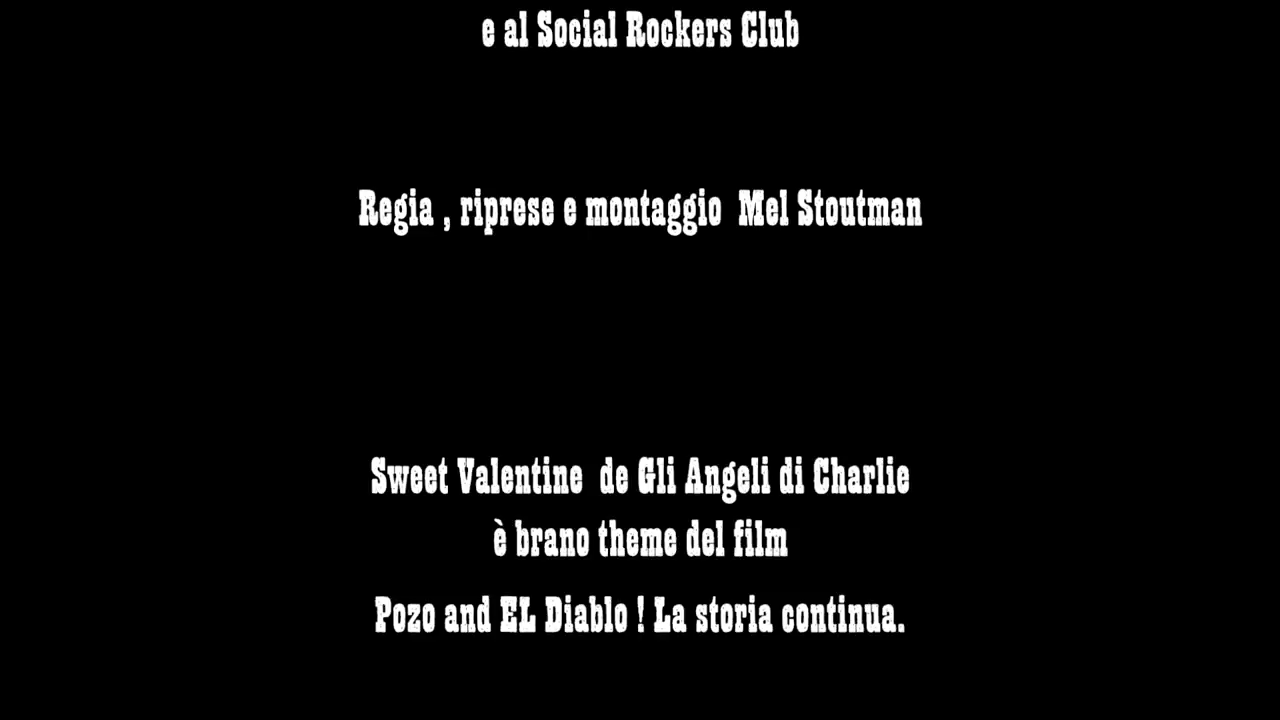 e al Social Rockers Club
Regia , riprese e montaggio Mel Stoutman
Sweet Valentine de Gli Angeli di Charlie
è brano theme del film
Pozo and EL Diablo ! La storia continua.